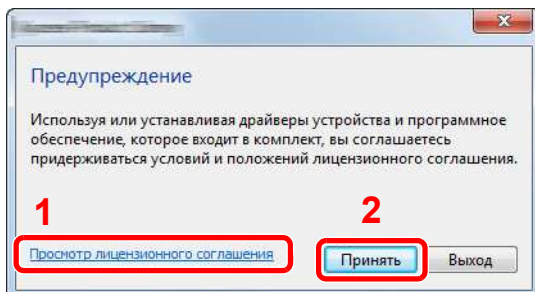 Предупреждение
Используя или устанавливая драйверы устройства и программное
обеспечение, которое входит в комплект, вы соглашаетесь
придерживаться условий и положений лицензионного соглашения.
1
2
Просмотр лицензионного соглашения
Принять
Выход